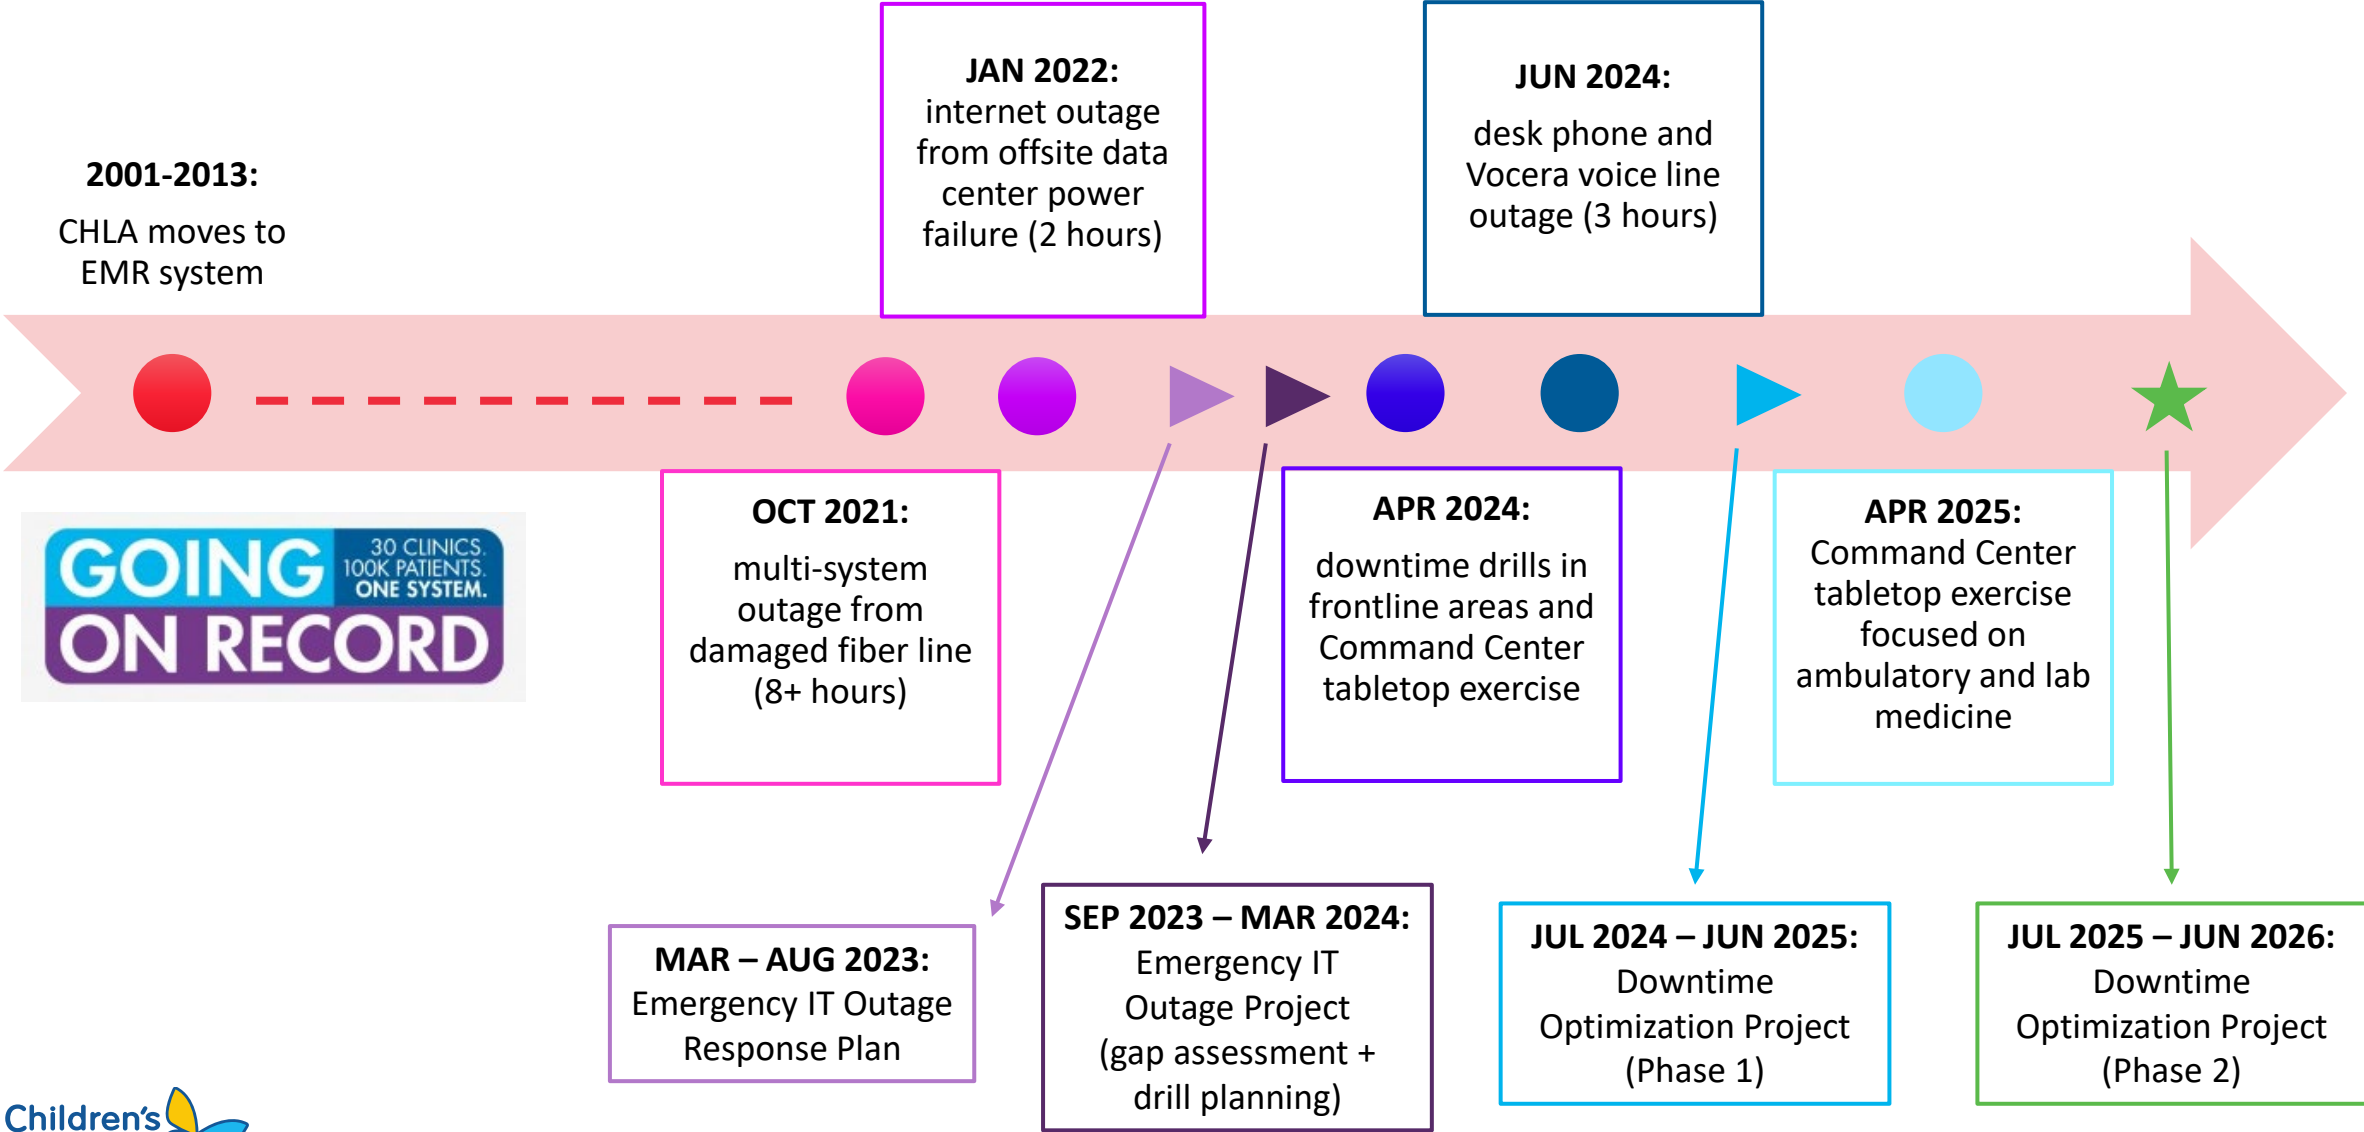 2001-2013:
CHLA moves to
EMR system
JAN 2022:
internet outage
from offsite data
center power
failure (2 hours)
JUN 2024:
desk phone and
Vocera voice line
outage (3 hours)
GOING
30 CLINICS.
100K PATIENTS.
ONE SYSTEM.
ON RECORD
OCT 2021:
multi-system
outage from
damaged fiber line
(8+ hours)
APR 2024:
downtime drills in
frontline areas and
Command Center
tabletop exercise
APR 2025:
Command Center
tabletop exercise
focused on
ambulatory and lab
medicine
MAR – AUG 2023:
Emergency IT Outage
Response Plan
SEP 2023 – MAR 2024:
Emergency IT
Outage Project
(gap assessment +
drill planning)
JUL 2024 – JUN 2025:
Downtime
Optimization Project
(Phase 1)
JUL 2025 – JUN 2026:
Downtime
Optimization Project
(Phase 2)
Children's